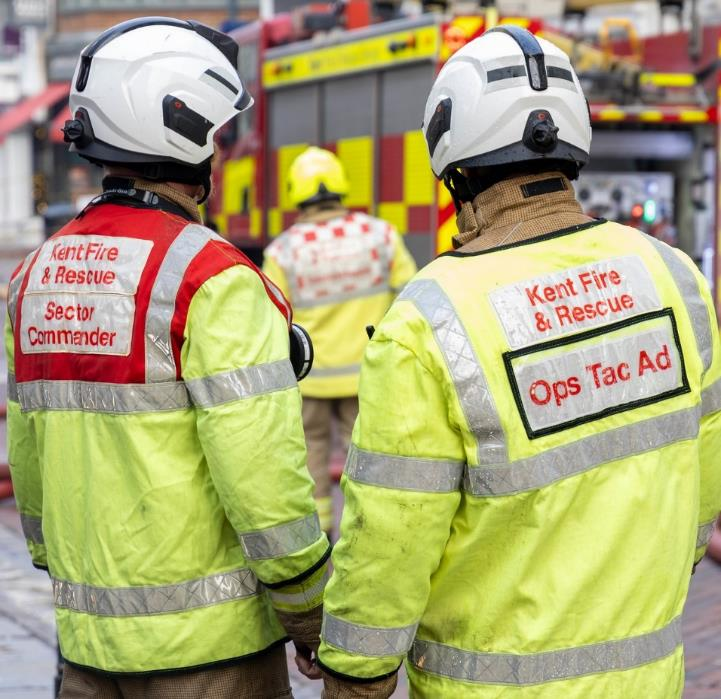 Kent Fire
& Rescue
Sector
Commander
Kent Fire
& Rescue
Ops Tac Ad